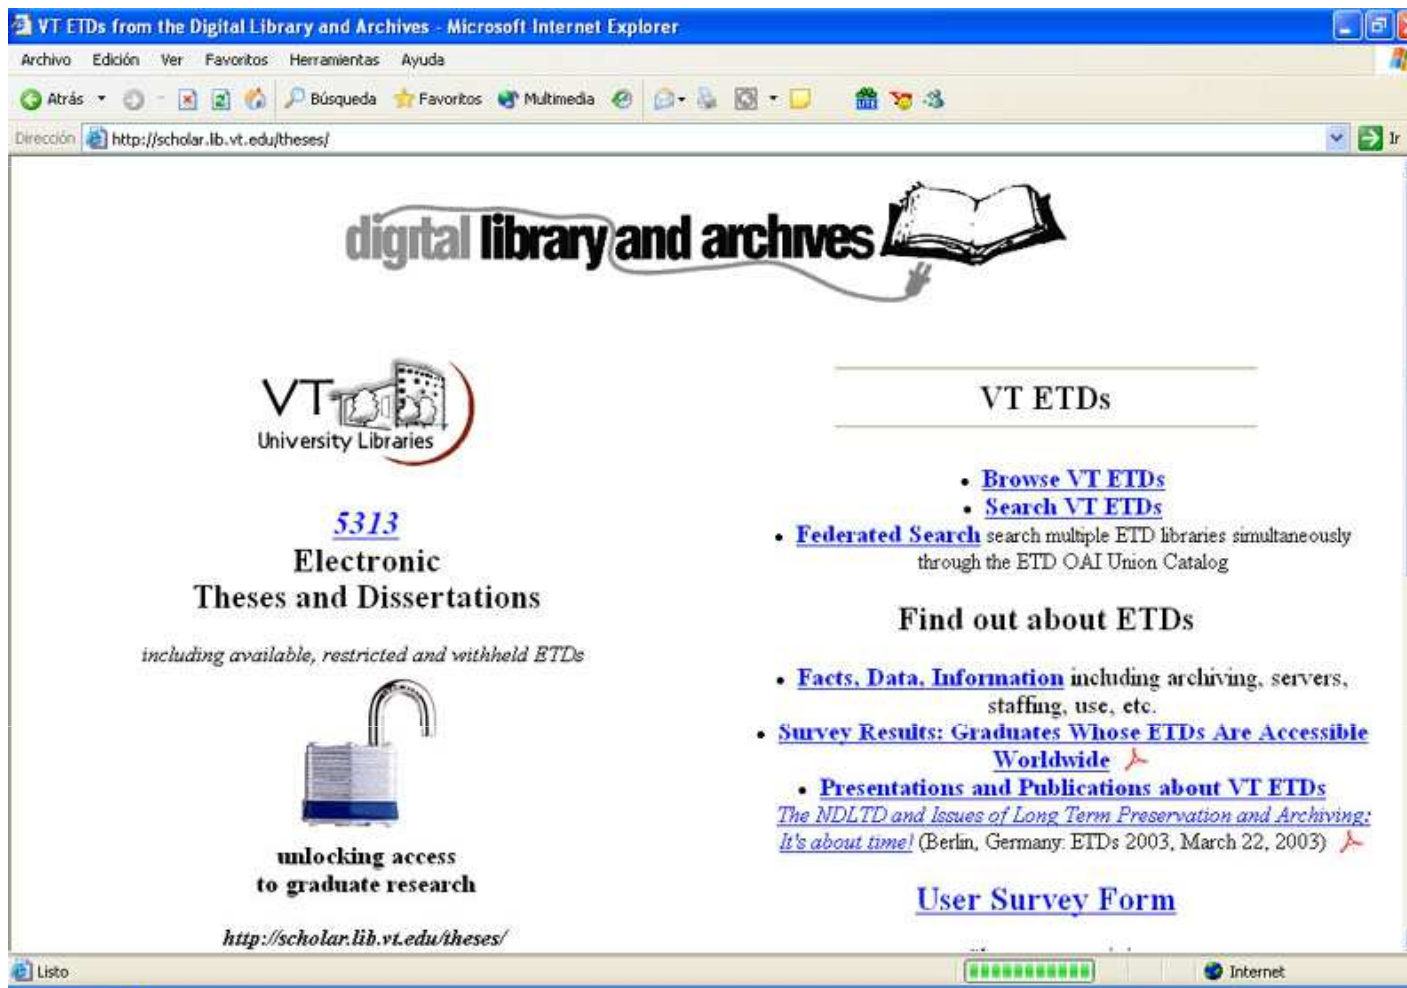 VT ETDs from the Digital Library and Archives - Microsoft Internet Explorer
Archivo Edición Ver Favoritos Herramientas Ayuda
Atrás Búsqueda Favoritos Multimedia
Dirección http://scholar.lib.vt.edu/theses/ Ir
digital library and archives
VT
University Libraries
5313
Electronic
Theses and Dissertations
including available, restricted and withheld ETDs
unlocking access
to graduate research
http://scholar.lib.vt.edu/theses/
VT ETDs
• Browse VT ETDs
• Search VT ETDs
• Federated Search search multiple ETD libraries simultaneously
through the ETD OAI Union Catalog
Find out about ETDs
• Facts, Data, Information including archiving, servers,
staffing, use, etc.
• Survey Results: Graduates Whose ETDs Are Accessible
Worldwide
• Presentations and Publications about VT ETDs
The NDLTD and Issues of Long Term Preservation and Archiving:
It's about time! (Berlin, Germany: ETDs 2003, March 22, 2003)
User Survey Form
Listo Internet